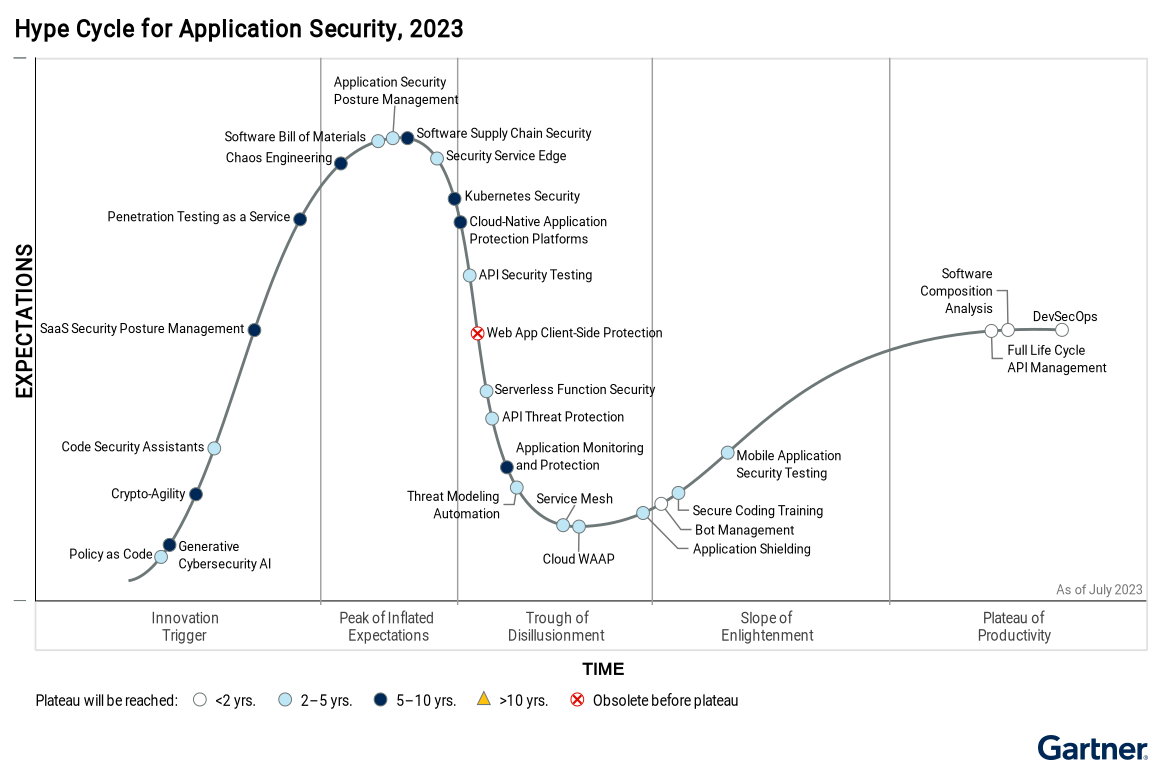 Hype Cycle for Application Security, 2023
EXPECTATIONS
Application Security
Posture Management
Software Bill of Materials
Software Supply Chain Security
Chaos Engineering
Security Service Edge
Kubernetes Security
Penetration Testing as a Service
Cloud-Native Application
Protection Platforms
API Security Testing
SaaS Security Posture Management
Web App Client-Side Protection
Serverless Function Security
API Threat Protection
Code Security Assistants
Application Monitoring
and Protection
Crypto-Agility
Threat Modeling
Automation
Service Mesh
Cloud WAAP
Policy as Code
Generative
Cybersecurity AI
Software
Composition
Analysis
DevSecOps
Full Life Cycle
API Management
Mobile Application
Security Testing
Secure Coding Training
Bot Management
Application Shielding
As of July 2023
Innovation
Trigger
Peak of Inflated
Expectations
Trough of
Disillusionment
Slope of
Enlightenment
Plateau of
Productivity
TIME
Plateau will be reached: <2 yrs. 2–5 yrs. 5–10 yrs. >10 yrs. Obsolete before plateau
Gartner®